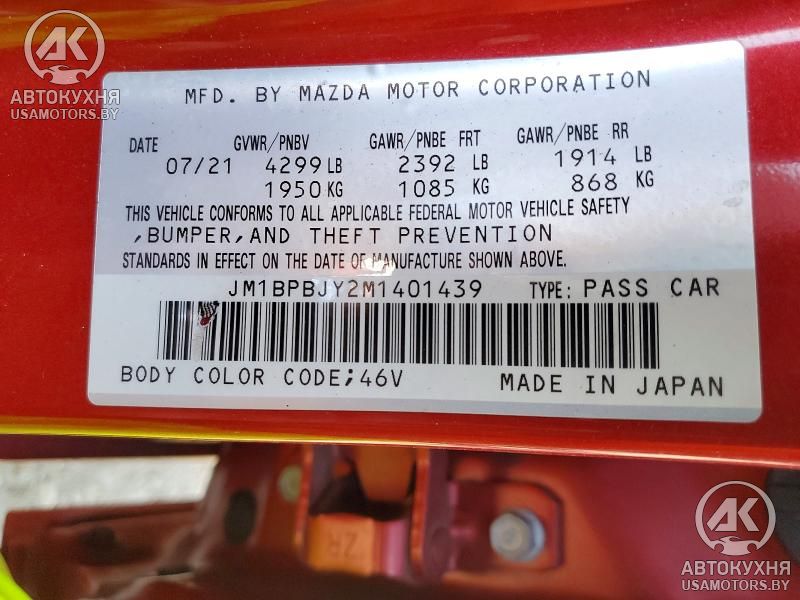 AK
АВТОКУХНЯ
USAMOTORS.BY
MFD. BY MAZDA MOTOR CORPORATION
DATE GVWR/PNBV GAWR/PNBE FRT GAWR/PNBE RR
07/21 4299 LB 2392 LB 1914 LB
1950 KG 1085 KG 868 KG
THIS VEHICLE CONFORMS TO ALL APPLICABLE FEDERAL MOTOR VEHICLE SAFETY
,BUMPER,AND THEFT PREVENTION
STANDARDS IN EFFECT ON THE DATE OF MANUFACTURE SHOWN ABOVE.
JM1BPBJY2M1401439 TYPE: PASS CAR
BODY COLOR CODE;46V MADE IN JAPAN
ZR
AK
АВТОКУХНЯ
USAMOTORS.BY